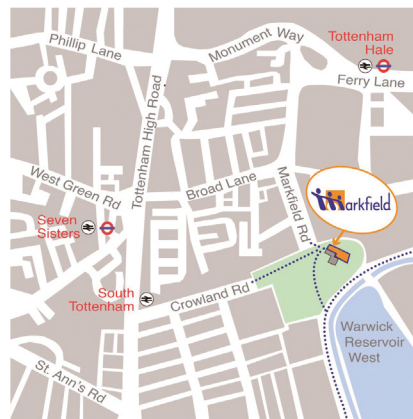 Phillip Lane
Monument Way
Tottenham
Hale
Ferry Lane
Tottenham High Road
West Green Rd
Broad Lane
Markfield Rd
Markfield
Seven
Sisters
South
Tottenham
Crowland Rd
Warwick
Reservoir
West
St. Ann's Rd